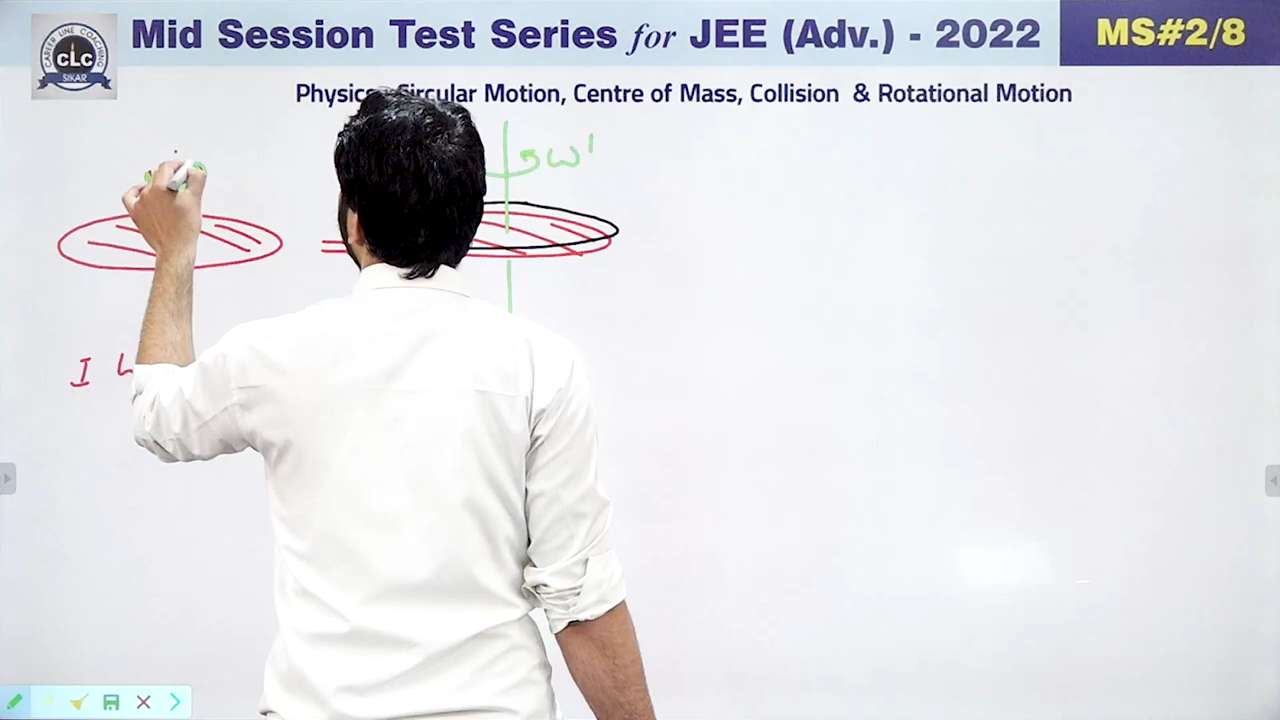 Mid Session Test Series for JEE (Adv.) - 2022
MS#2/8
CAREER LINE COACHING
CLC
SIKAR
Circular Motion, Centre of Mass, Collision & Rotational Motion
ω'
I